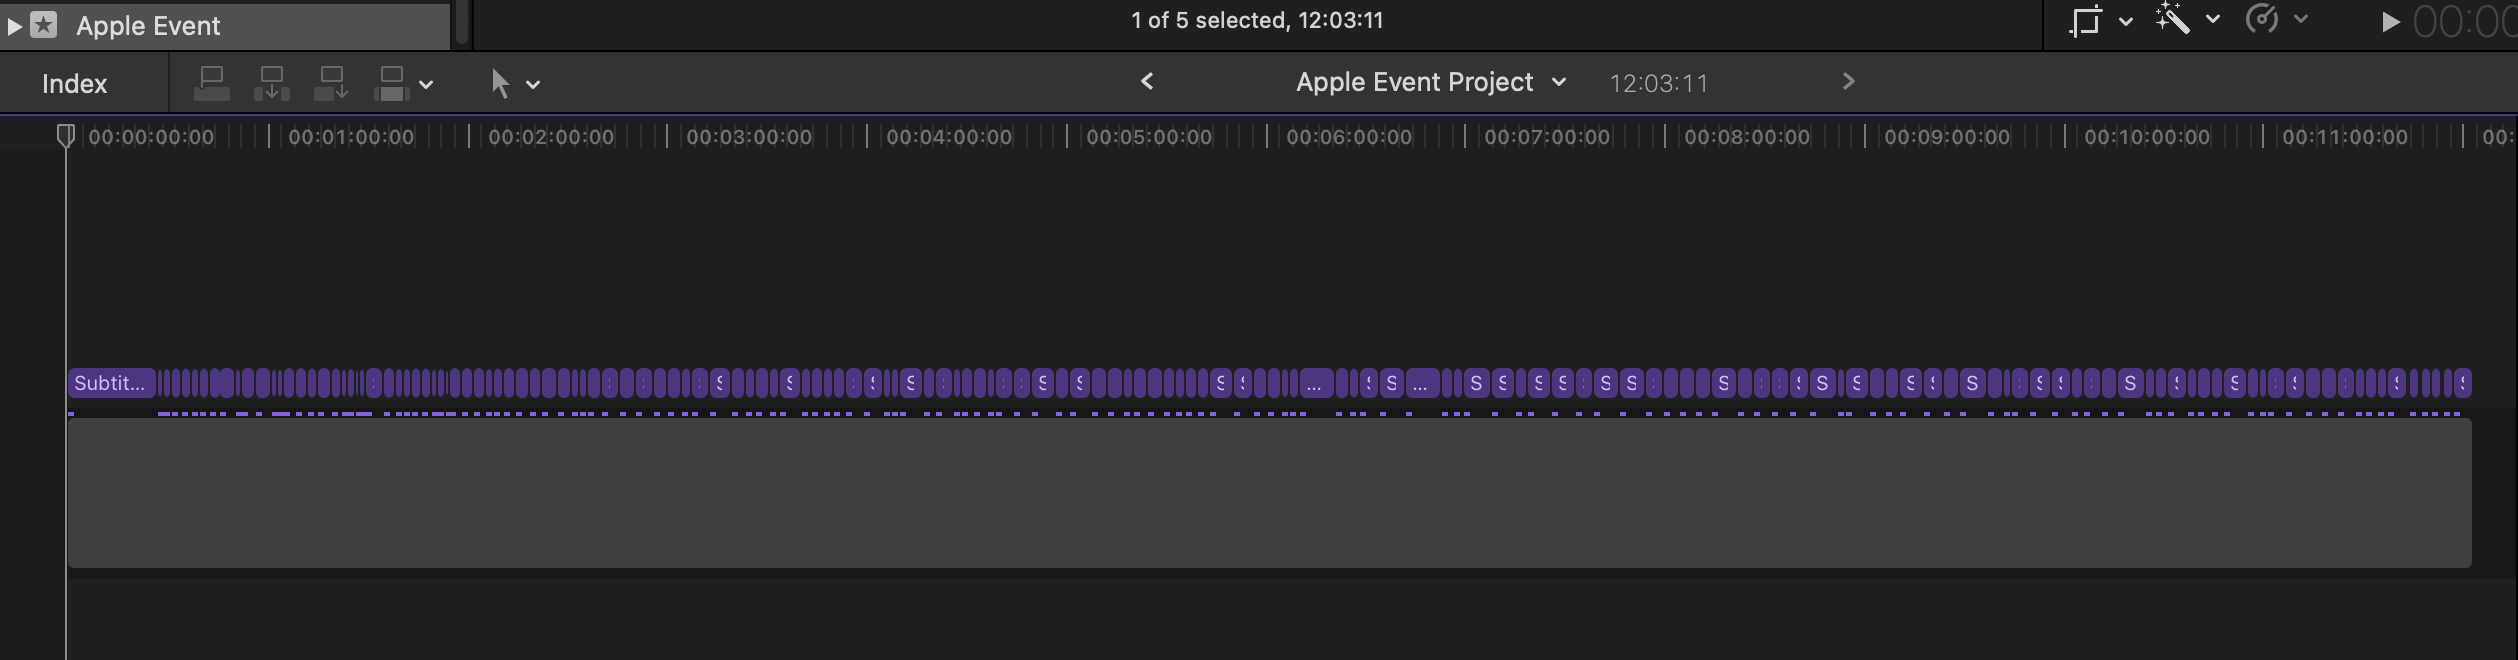 Apple Event
1 of 5 selected, 12:03:11
Index
Apple Event Project
12:03:11
00:00:00:00 00:01:00:00 00:02:00:00 00:03:00:00 00:04:00:00 00:05:00:00 00:06:00:00 00:07:00:00 00:08:00:00 00:09:00:00 00:10:00:00 00:11:00:00 00:
Subtit... S S S S S S S ... S ... S S S S S S S S S S S S S